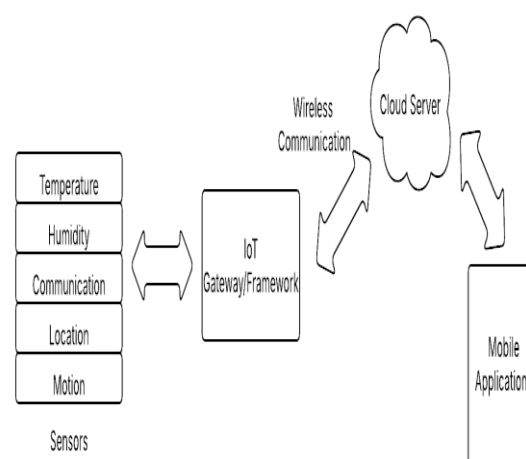 Temperature
Humidity
Communication
Location
Motion
Sensors
IoT
Gateway/Framework
Wireless
Communication
Cloud Server
Mobile
Application